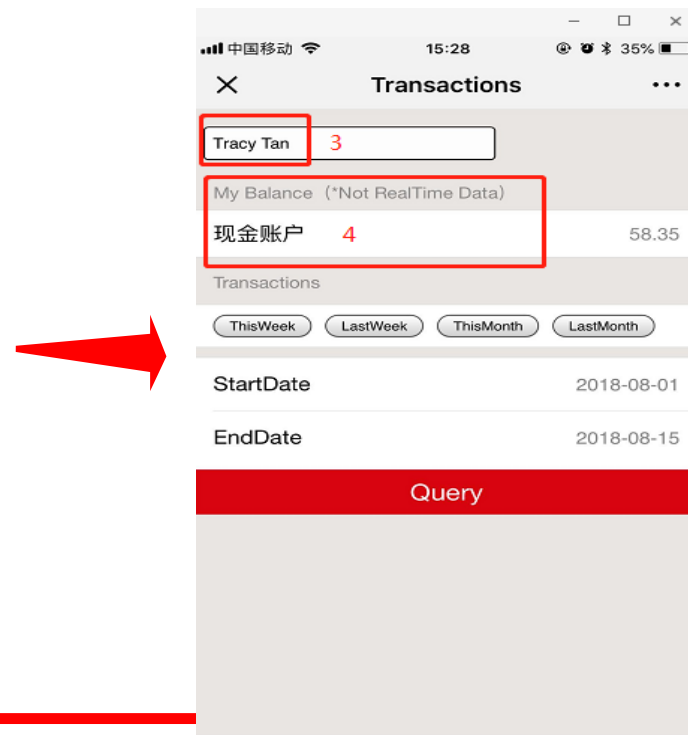 中国移动 15:28 35%
Transactions
Tracy Tan 3
My Balance（*Not RealTime Data）
现金账户 4 58.35
Transactions
ThisWeek LastWeek ThisMonth LastMonth
StartDate 2018-08-01
EndDate 2018-08-15
Query